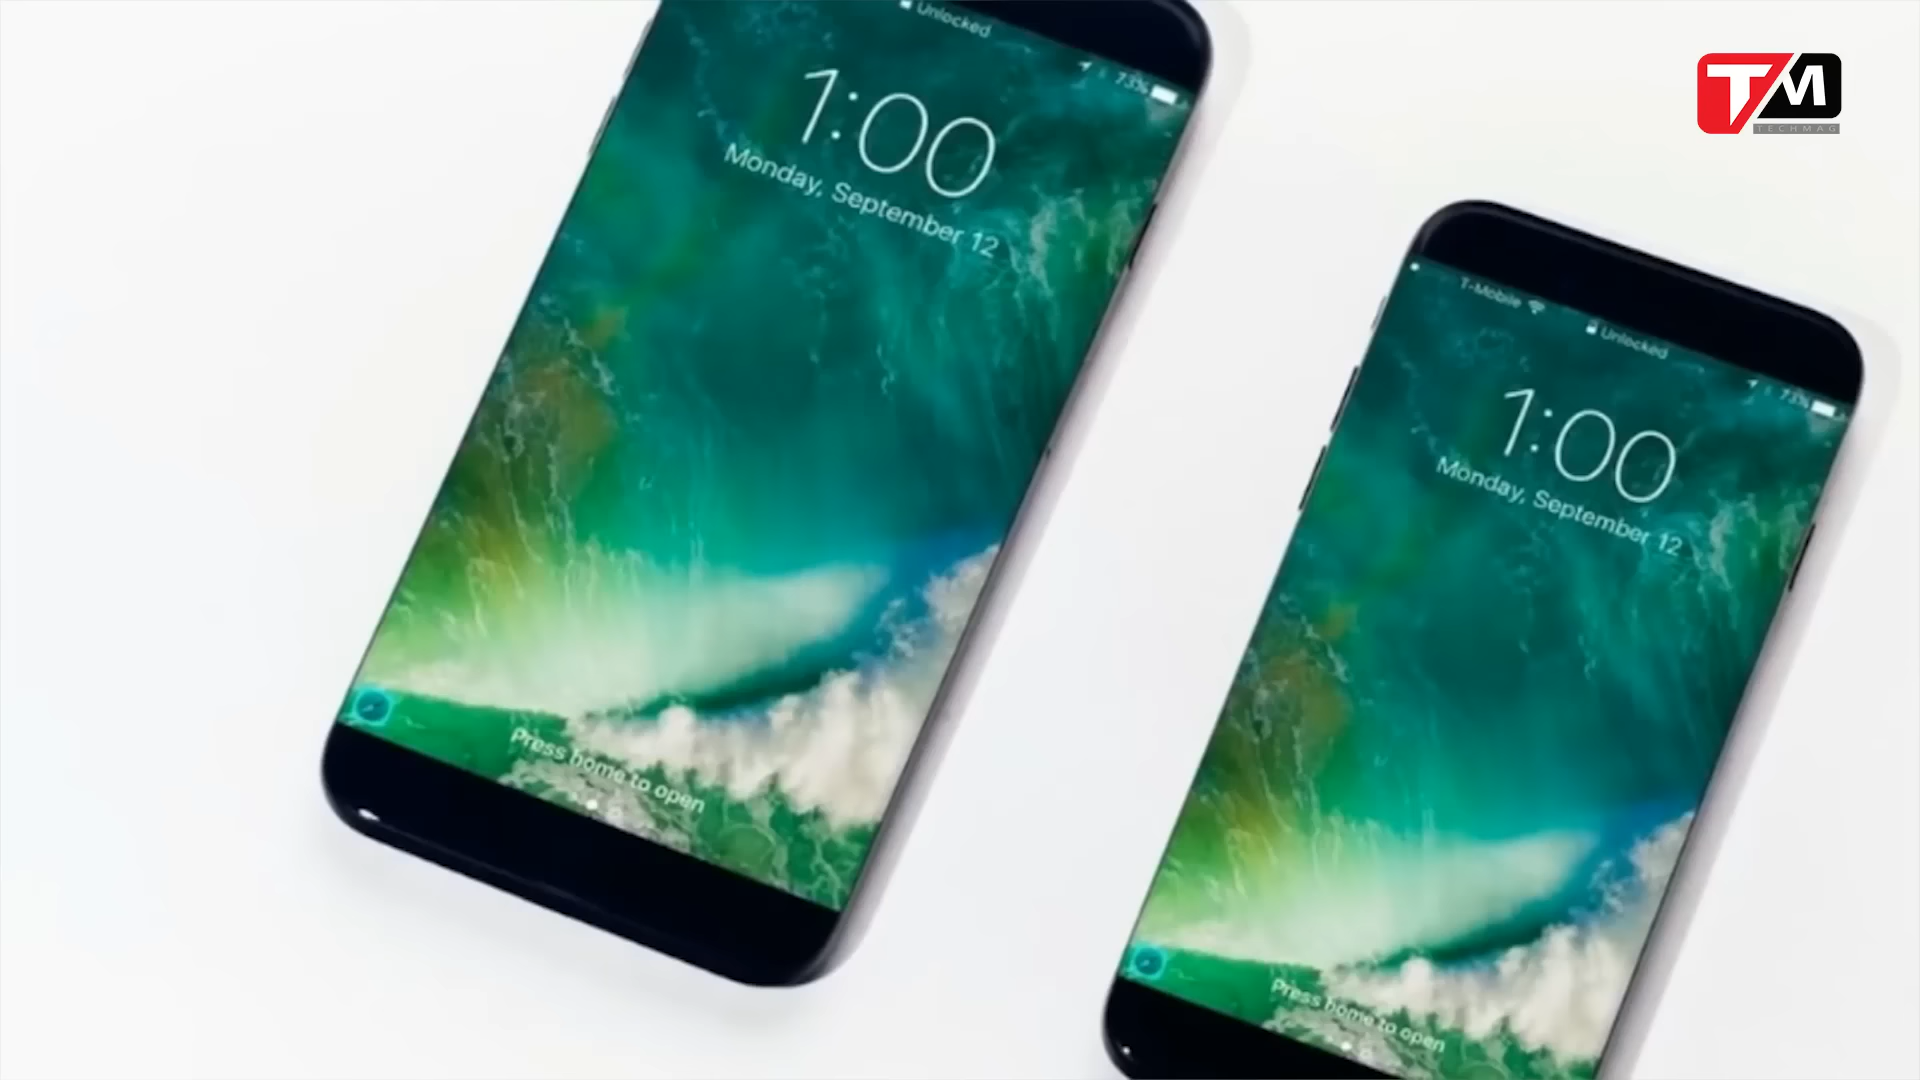 Unlocked
73%
1:00
Monday, September 12
Press home to open
TM
TECHMAG
T-Mobile
Unlocked
73%
1:00
Monday, September 12
Press home to open